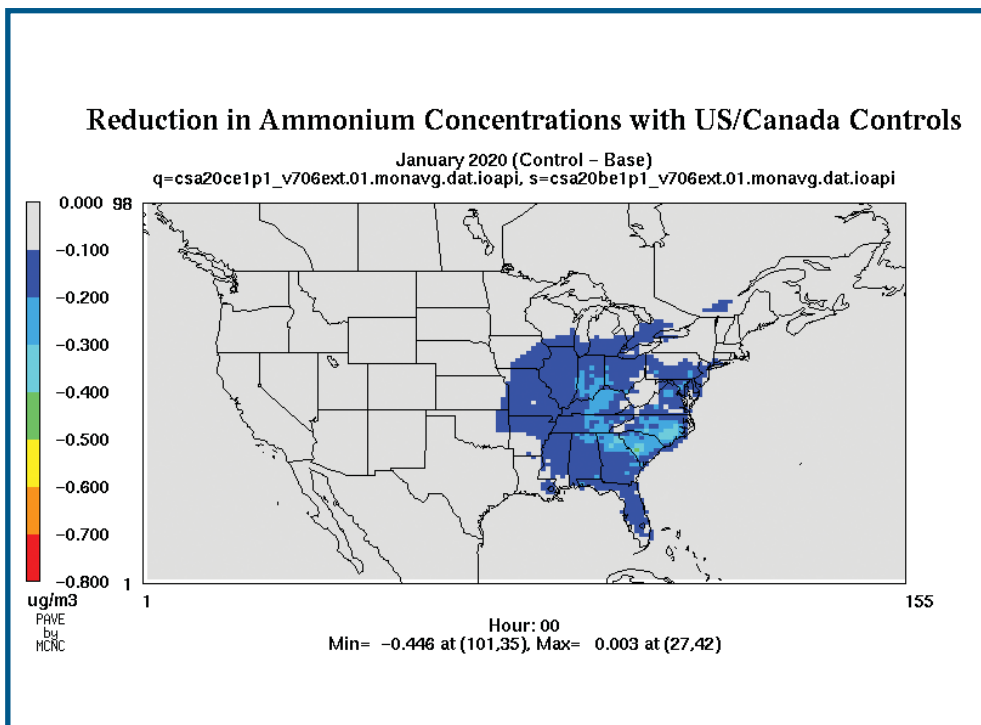 Reduction in Ammonium Concentrations with US/Canada Controls
January 2020 (Control - Base)
q=csa20ce1p1_v706ext.01.monavg.dat.ioapi, s=csa20be1p1_v706ext.01.monavg.dat.ioapi
0.000
-0.100
-0.200
-0.300
-0.400
-0.500
-0.600
-0.700
-0.800
98
1
ug/m3
1
155
PAVE
by
MCNC
Hour: 00
Min= -0.446 at (101,35), Max= 0.003 at (27,42)